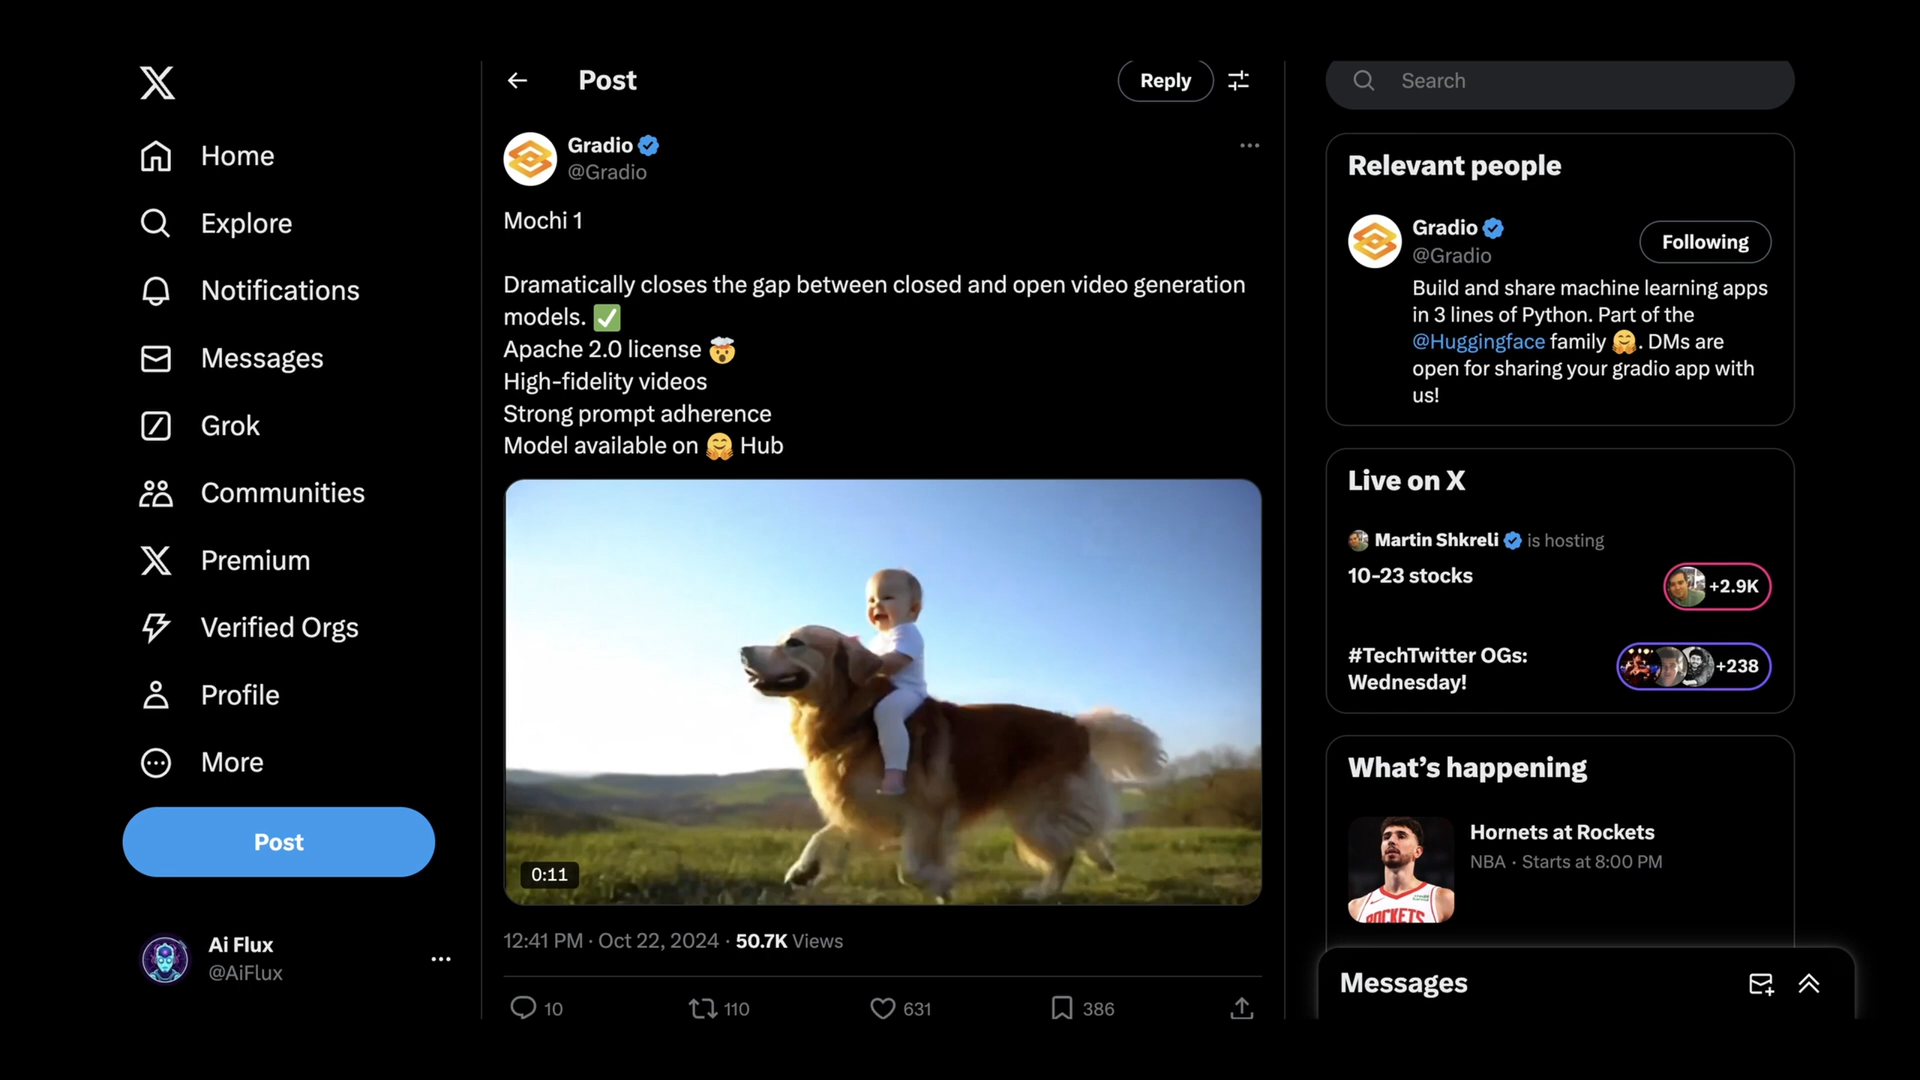 Home
Explore
Notifications
Messages
Grok
Communities
Premium
Verified Orgs
Profile
More
Post
Ai Flux
@AiFlux
Post
Reply
Gradio
@Gradio
Mochi 1
Dramatically closes the gap between closed and open video generation
models. ✅
Apache 2.0 license 🤯
High-fidelity videos
Strong prompt adherence
Model available on 🤗 Hub
0:11
12:41 PM · Oct 22, 2024 · 50.7K Views
10
110
631
386
Search
Relevant people
Gradio
@Gradio
Following
Build and share machine learning apps
in 3 lines of Python. Part of the
@Huggingface family 🤗. DMs are
open for sharing your gradio app with
us!
Live on X
Martin Shkreli is hosting
10-23 stocks
+2.9K
#TechTwitter OGs:
Wednesday!
+238
What's happening
Hornets at Rockets
NBA · Starts at 8:00 PM
ROCKETS
Messages